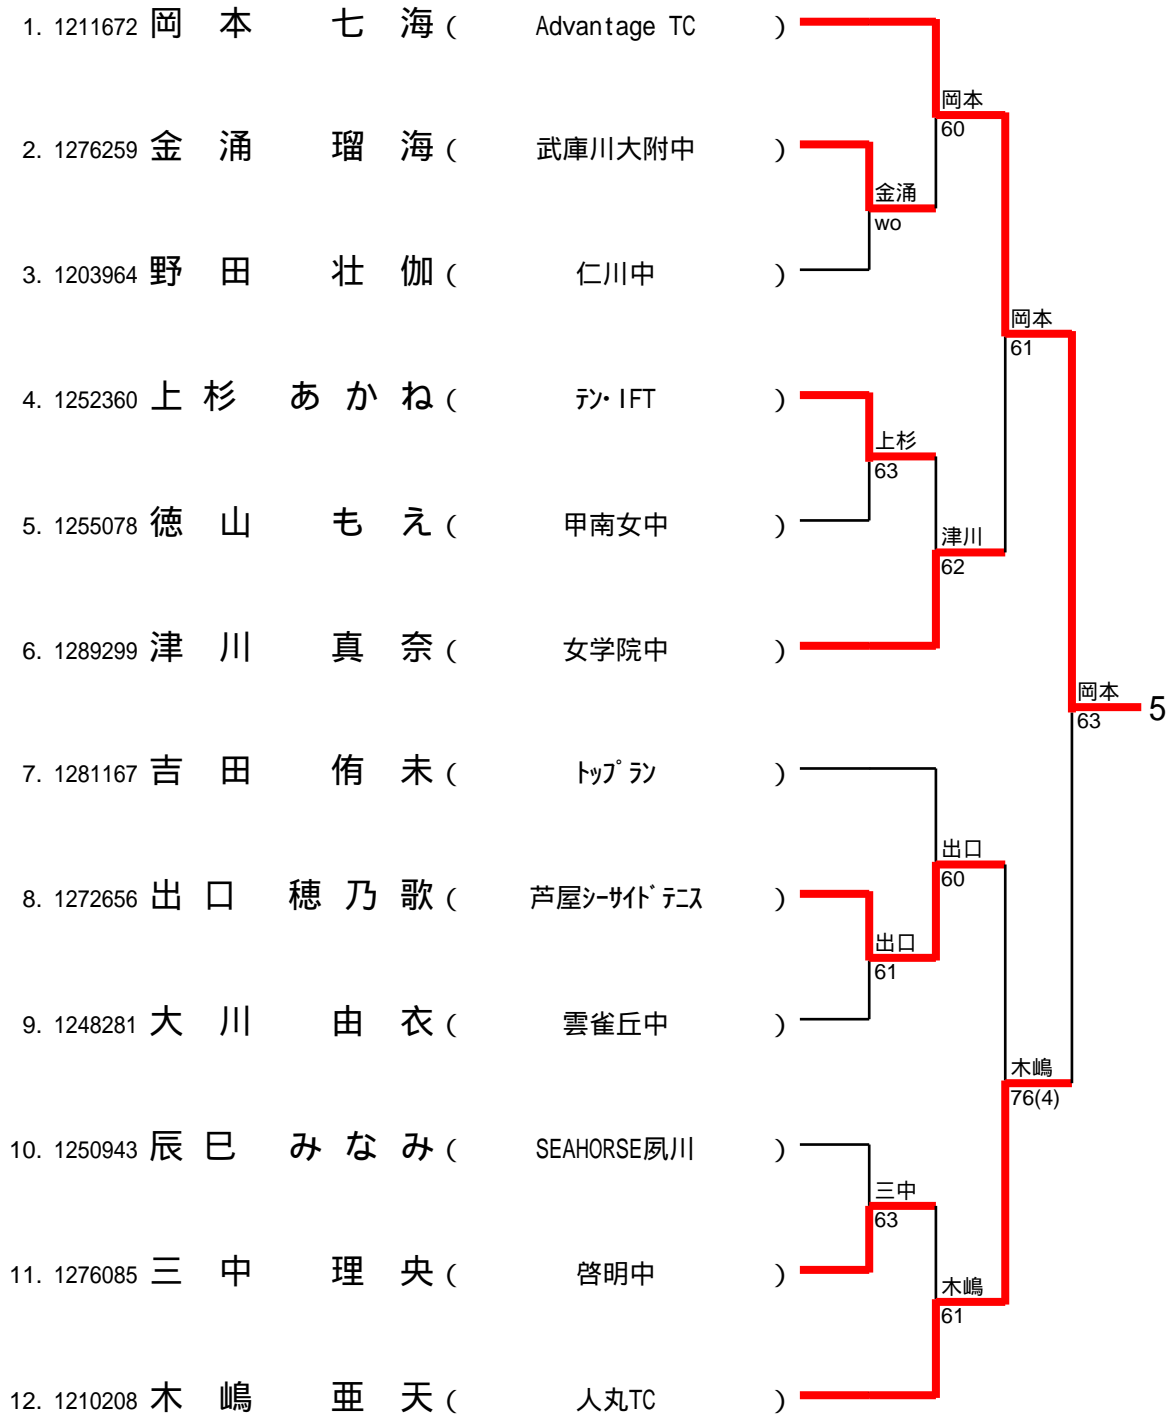 1. 1211672 岡本 七海 ( Advantage TC )
岡本
60
2. 1276259 金涌 瑠海 ( 武庫川大附中 )
金涌
wo
3. 1203964 野田 壮伽 ( 仁川中 )
岡本
61
4. 1252360 上杉 あかね ( テン・IFT )
上杉
63
5. 1255078 徳山 もえ ( 甲南女中 )
津川
62
6. 1289299 津川 真奈 ( 女学院中 )
岡本
63
5
7. 1281167 吉田 侑未 ( トップラン )
出口
60
8. 1272656 出口 穂乃歌 ( 芦屋シーサイドテニス )
出口
61
9. 1248281 大川 由衣 ( 雲雀丘中 )
木嶋
76(4)
10. 1250943 辰巳 みなみ ( SEAHORSE夙川 )
三中
63
11. 1276085 三中 理央 ( 啓明中 )
木嶋
61
12. 1210208 木嶋 亜天 ( 人丸TC )